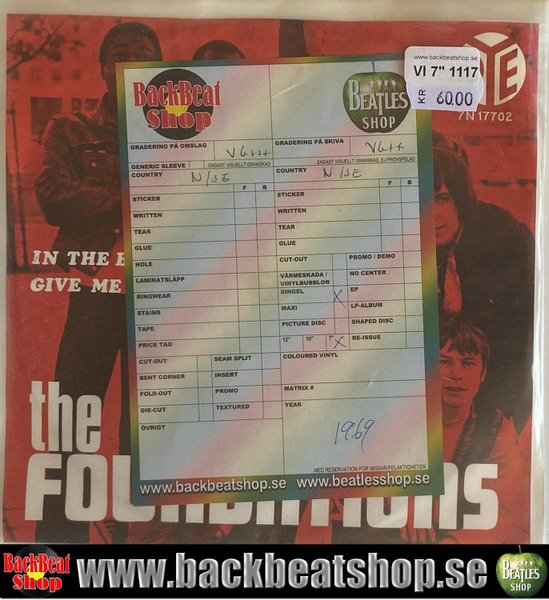 www.backbeatshop.se
VI 7" 1117
KR 60.00
YE
7N 17702
BackBeat
Shop
BEATLES
SHOP
GRADERING PÅ OMSLAG VG++
GRADERING PÅ SKIVA VG++
GENERIC SLEEVE ENDAST VISUELLT GRANSKAD
ENDAST VISUELLT GRANSKAD, EJ PROVSPELAD
COUNTRY N/SE
COUNTRY N/SE
F B
F B
STICKER
WRITTEN
TEAR
GLUE
HOLE
LAMINATSLÄPP
RINGWEAR
STAINS
TAPE
PRICE TAG
CUT-OUT SEAM SPLIT
BENT CORNER INSERT
FOLD-OUT PROMO
DIE-CUT TEXTURED
ÖVRIGT
STICKER
WRITTEN
TEAR
GLUE
CUT-OUT PROMO / DEMO
VÄRMESKADA / VINYLBUBBLOR NO CENTER
SINGEL X EP
MAXI LP-ALBUM
PICTURE DISC SHAPED DISC
12" 10" 7" X RE-ISSUE
COLOURED VINYL
MATRIX #
YEAR
1969
MED RESERVATION FÖR MISSAR/FELAKTIGHETER
www.backbeatshop.se www.beatlesshop.se
IN THE
GIVE ME
the
FOUNDATIONS
BackBeat
Shop
www.backbeatshop.se
BEATLES
SHOP